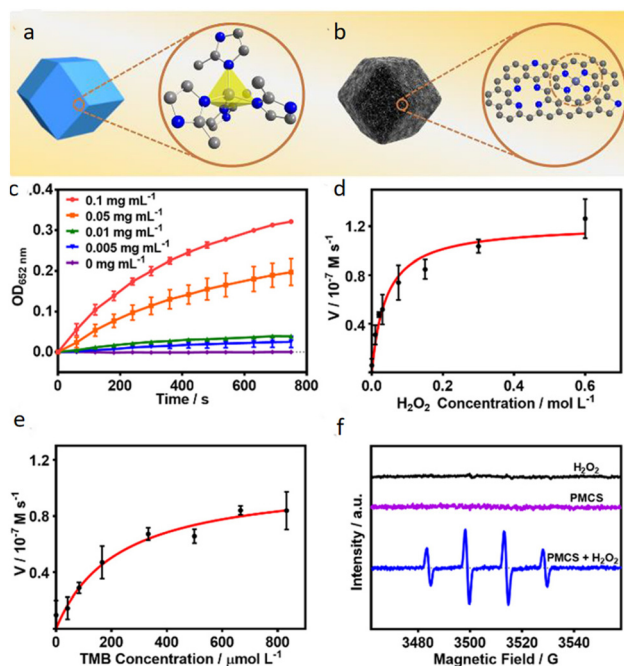 a
b
c
0.1 mg mL⁻¹
0.05 mg mL⁻¹
0.01 mg mL⁻¹
0.005 mg mL⁻¹
0 mg mL⁻¹
OD652 nm
0.4
0.3
0.2
0.1
0.0
0 200 400 600 800
Time / s
d
V / 10⁻⁷ M s⁻¹
1.2
0.8
0.4
0.0 0.2 0.4 0.6
H₂O₂ Concentration / mol L⁻¹
e
V / 10⁻⁷ M s⁻¹
1.2
0.8
0.4
0 200 400 600 800
TMB Concentration / μmol L⁻¹
f
Intensity / a.u.
H₂O₂
PMCS
PMCS + H₂O₂
3480 3500 3520 3540
Magnetic Field / G